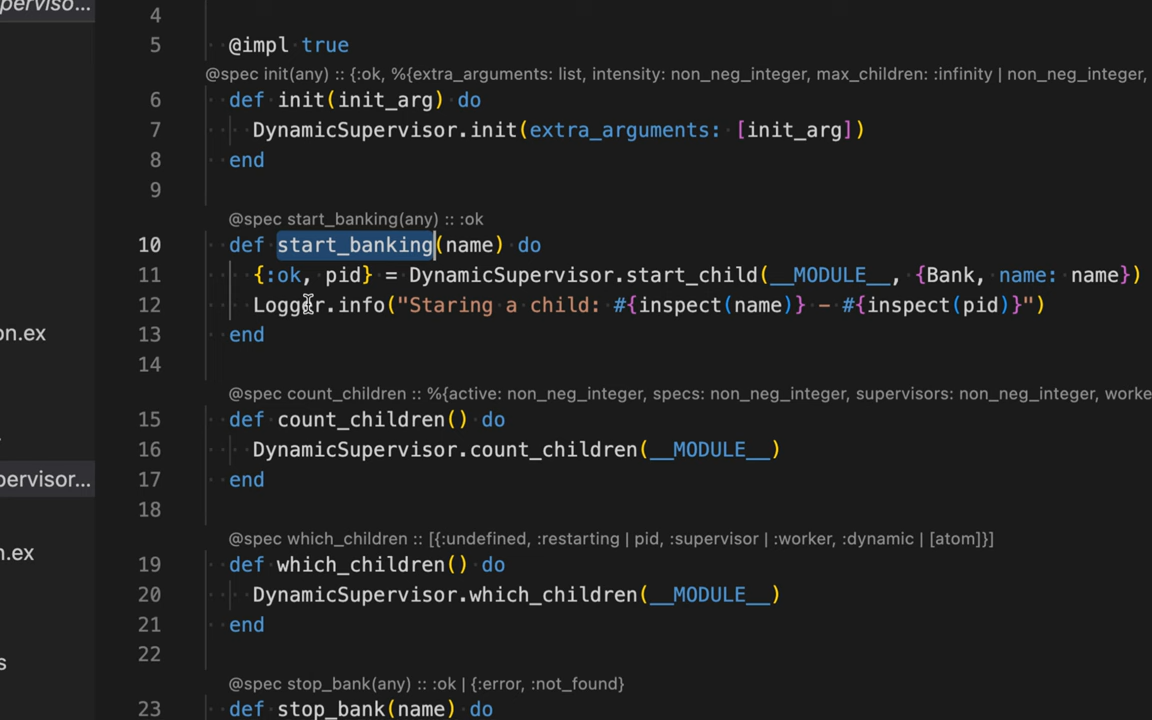 perviso...
4
5 @impl true
@spec init(any) :: {:ok, %{extra_arguments: list, intensity: non_neg_integer, max_children: :infinity | non_neg_integer,
6 def init(init_arg) do
7 DynamicSupervisor.init(extra_arguments: [init_arg])
8 end
9
@spec start_banking(any) :: :ok
10 def start_banking(name) do
11 {:ok, pid} = DynamicSupervisor.start_child(__MODULE__, {Bank, name: name})
12 Logger.info("Staring a child: #{inspect(name)} - #{inspect(pid)}")
on.ex
13 end
14
@spec count_children :: %{active: non_neg_integer, specs: non_neg_integer, supervisors: non_neg_integer, worke
15 def count_children() do
16 DynamicSupervisor.count_children(__MODULE__)
pervisor...
17 end
18
@spec which_children :: [{:undefined, :restarting | pid, :supervisor | :worker, :dynamic | [atom]}]
n.ex
19 def which_children() do
20 DynamicSupervisor.which_children(__MODULE__)
21 end
22
s
@spec stop_bank(any) :: :ok | {:error, :not_found}
23 def stop_bank(name) do